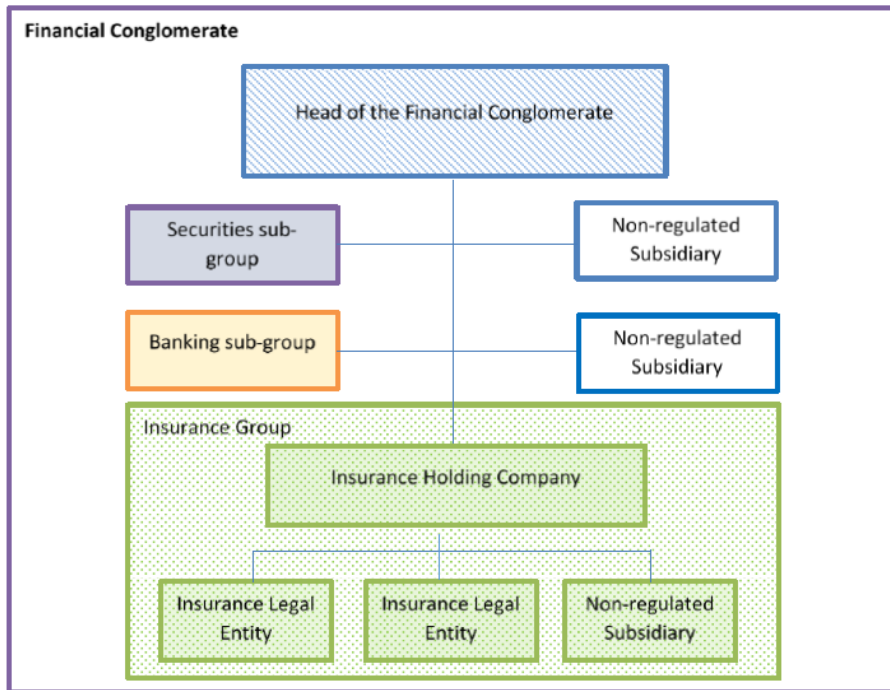 Financial Conglomerate
Head of the Financial Conglomerate
Securities sub-
group
Non-regulated
Subsidiary
Banking sub-group
Non-regulated
Subsidiary
Insurance Group
Insurance Holding Company
Insurance Legal
Entity
Insurance Legal
Entity
Non-regulated
Subsidiary